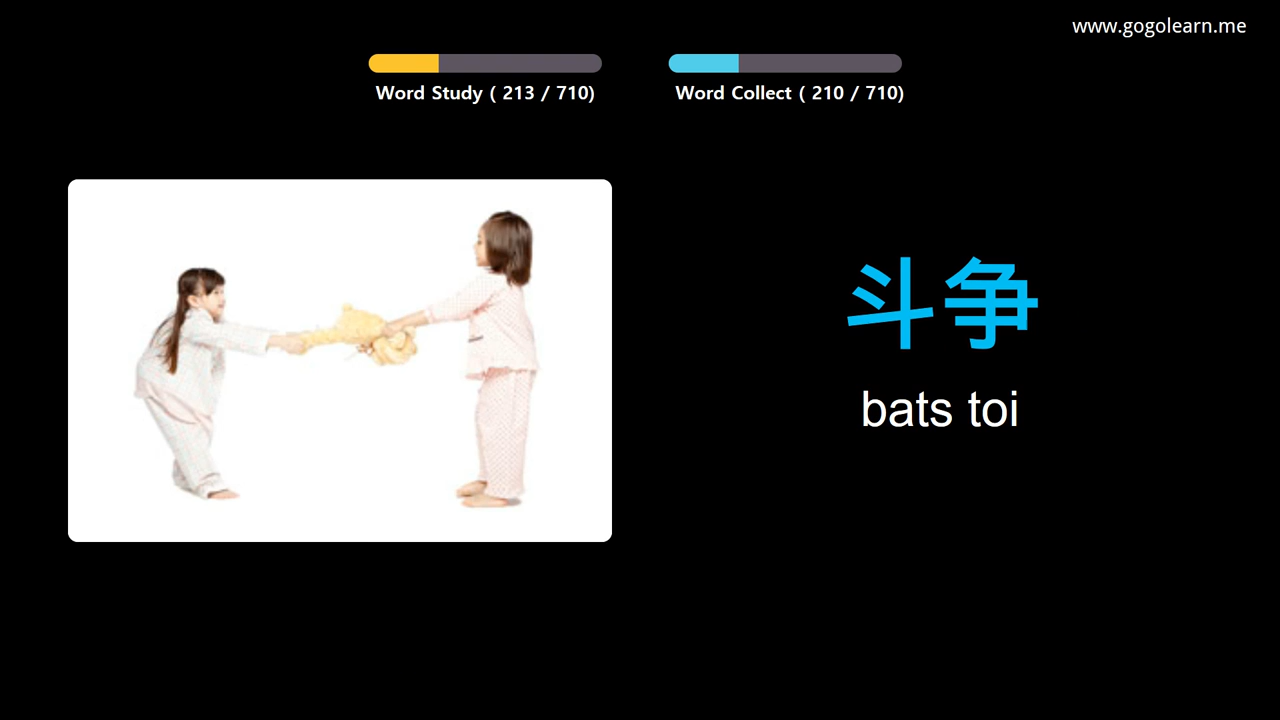 www.gogolearn.me
Word Study ( 213 / 710)
Word Collect ( 210 / 710)
斗争
bats toi